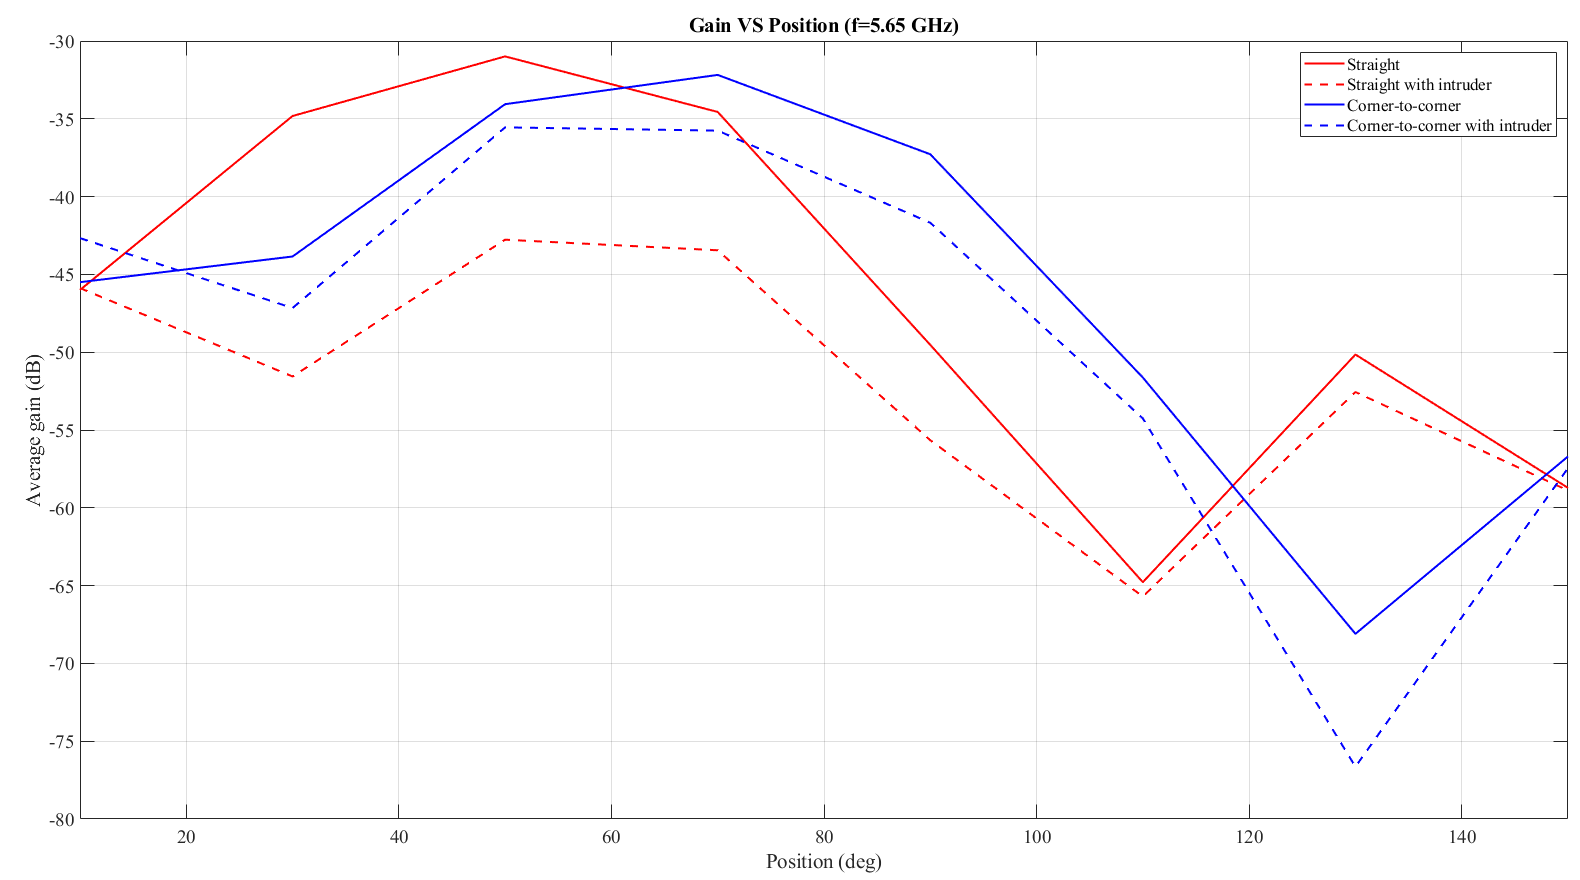 Gain VS Position (f=5.65 GHz)
Straight
Straight with intruder
Corner-to-corner
Corner-to-corner with intruder
Average gain (dB)
-30
-35
-40
-45
-50
-55
-60
-65
-70
-75
-80
20 40 60 80 100 120 140
Position (deg)